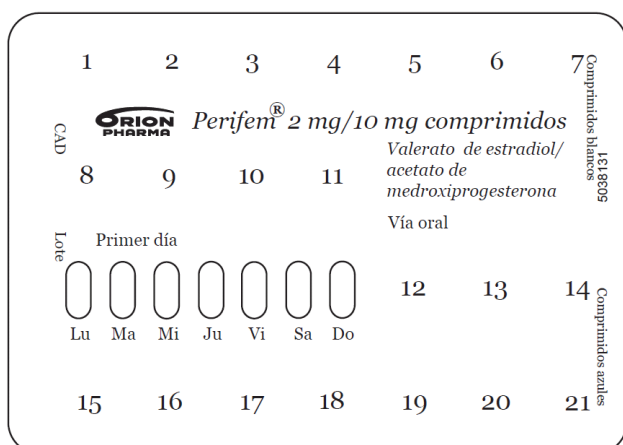 1 2 3 4 5 6 7
Comprimidos blancos
ORION
PHARMA
Perifem® 2 mg/10 mg comprimidos
CAD
Valerato de estradiol/
acetato de
medroxiprogesterona
5038131
8 9 10 11
Vía oral
Lote
Primer día
12 13 14
Lu Ma Mi Ju Vi Sa Do
Comprimidos azules
15 16 17 18 19 20 21